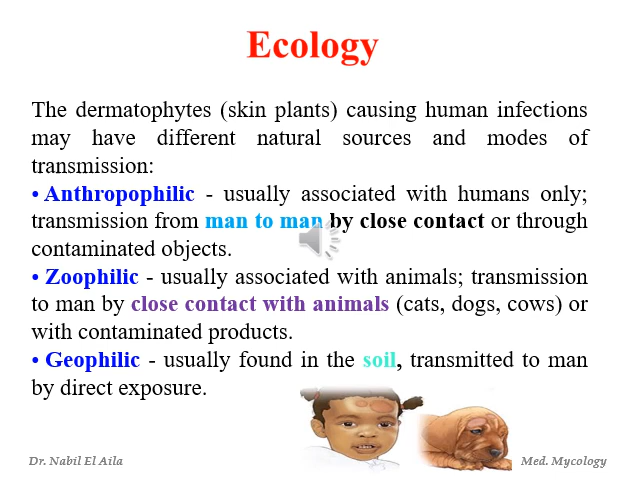 Ecology
The dermatophytes (skin plants) causing human infections
may have different natural sources and modes of
transmission:
• Anthropophilic - usually associated with humans only;
transmission from man to man by close contact or through
contaminated objects.
• Zoophilic - usually associated with animals; transmission
to man by close contact with animals (cats, dogs, cows) or
with contaminated products.
• Geophilic - usually found in the soil, transmitted to man
by direct exposure.
Dr. Nabil El Aila
Med. Mycology